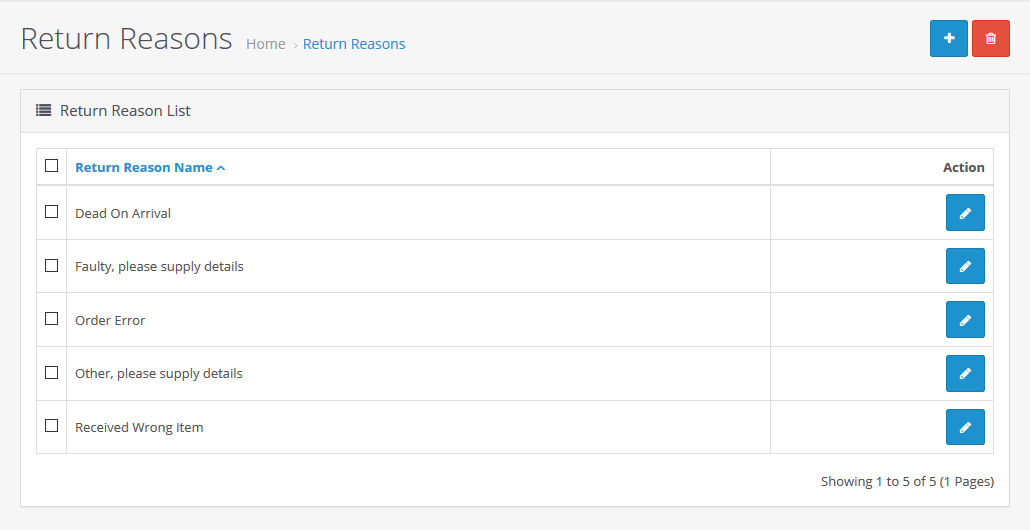 Return Reasons Home › Return Reasons
Return Reason List
Return Reason Name Action
Dead On Arrival
Faulty, please supply details
Order Error
Other, please supply details
Received Wrong Item
Showing 1 to 5 of 5 (1 Pages)